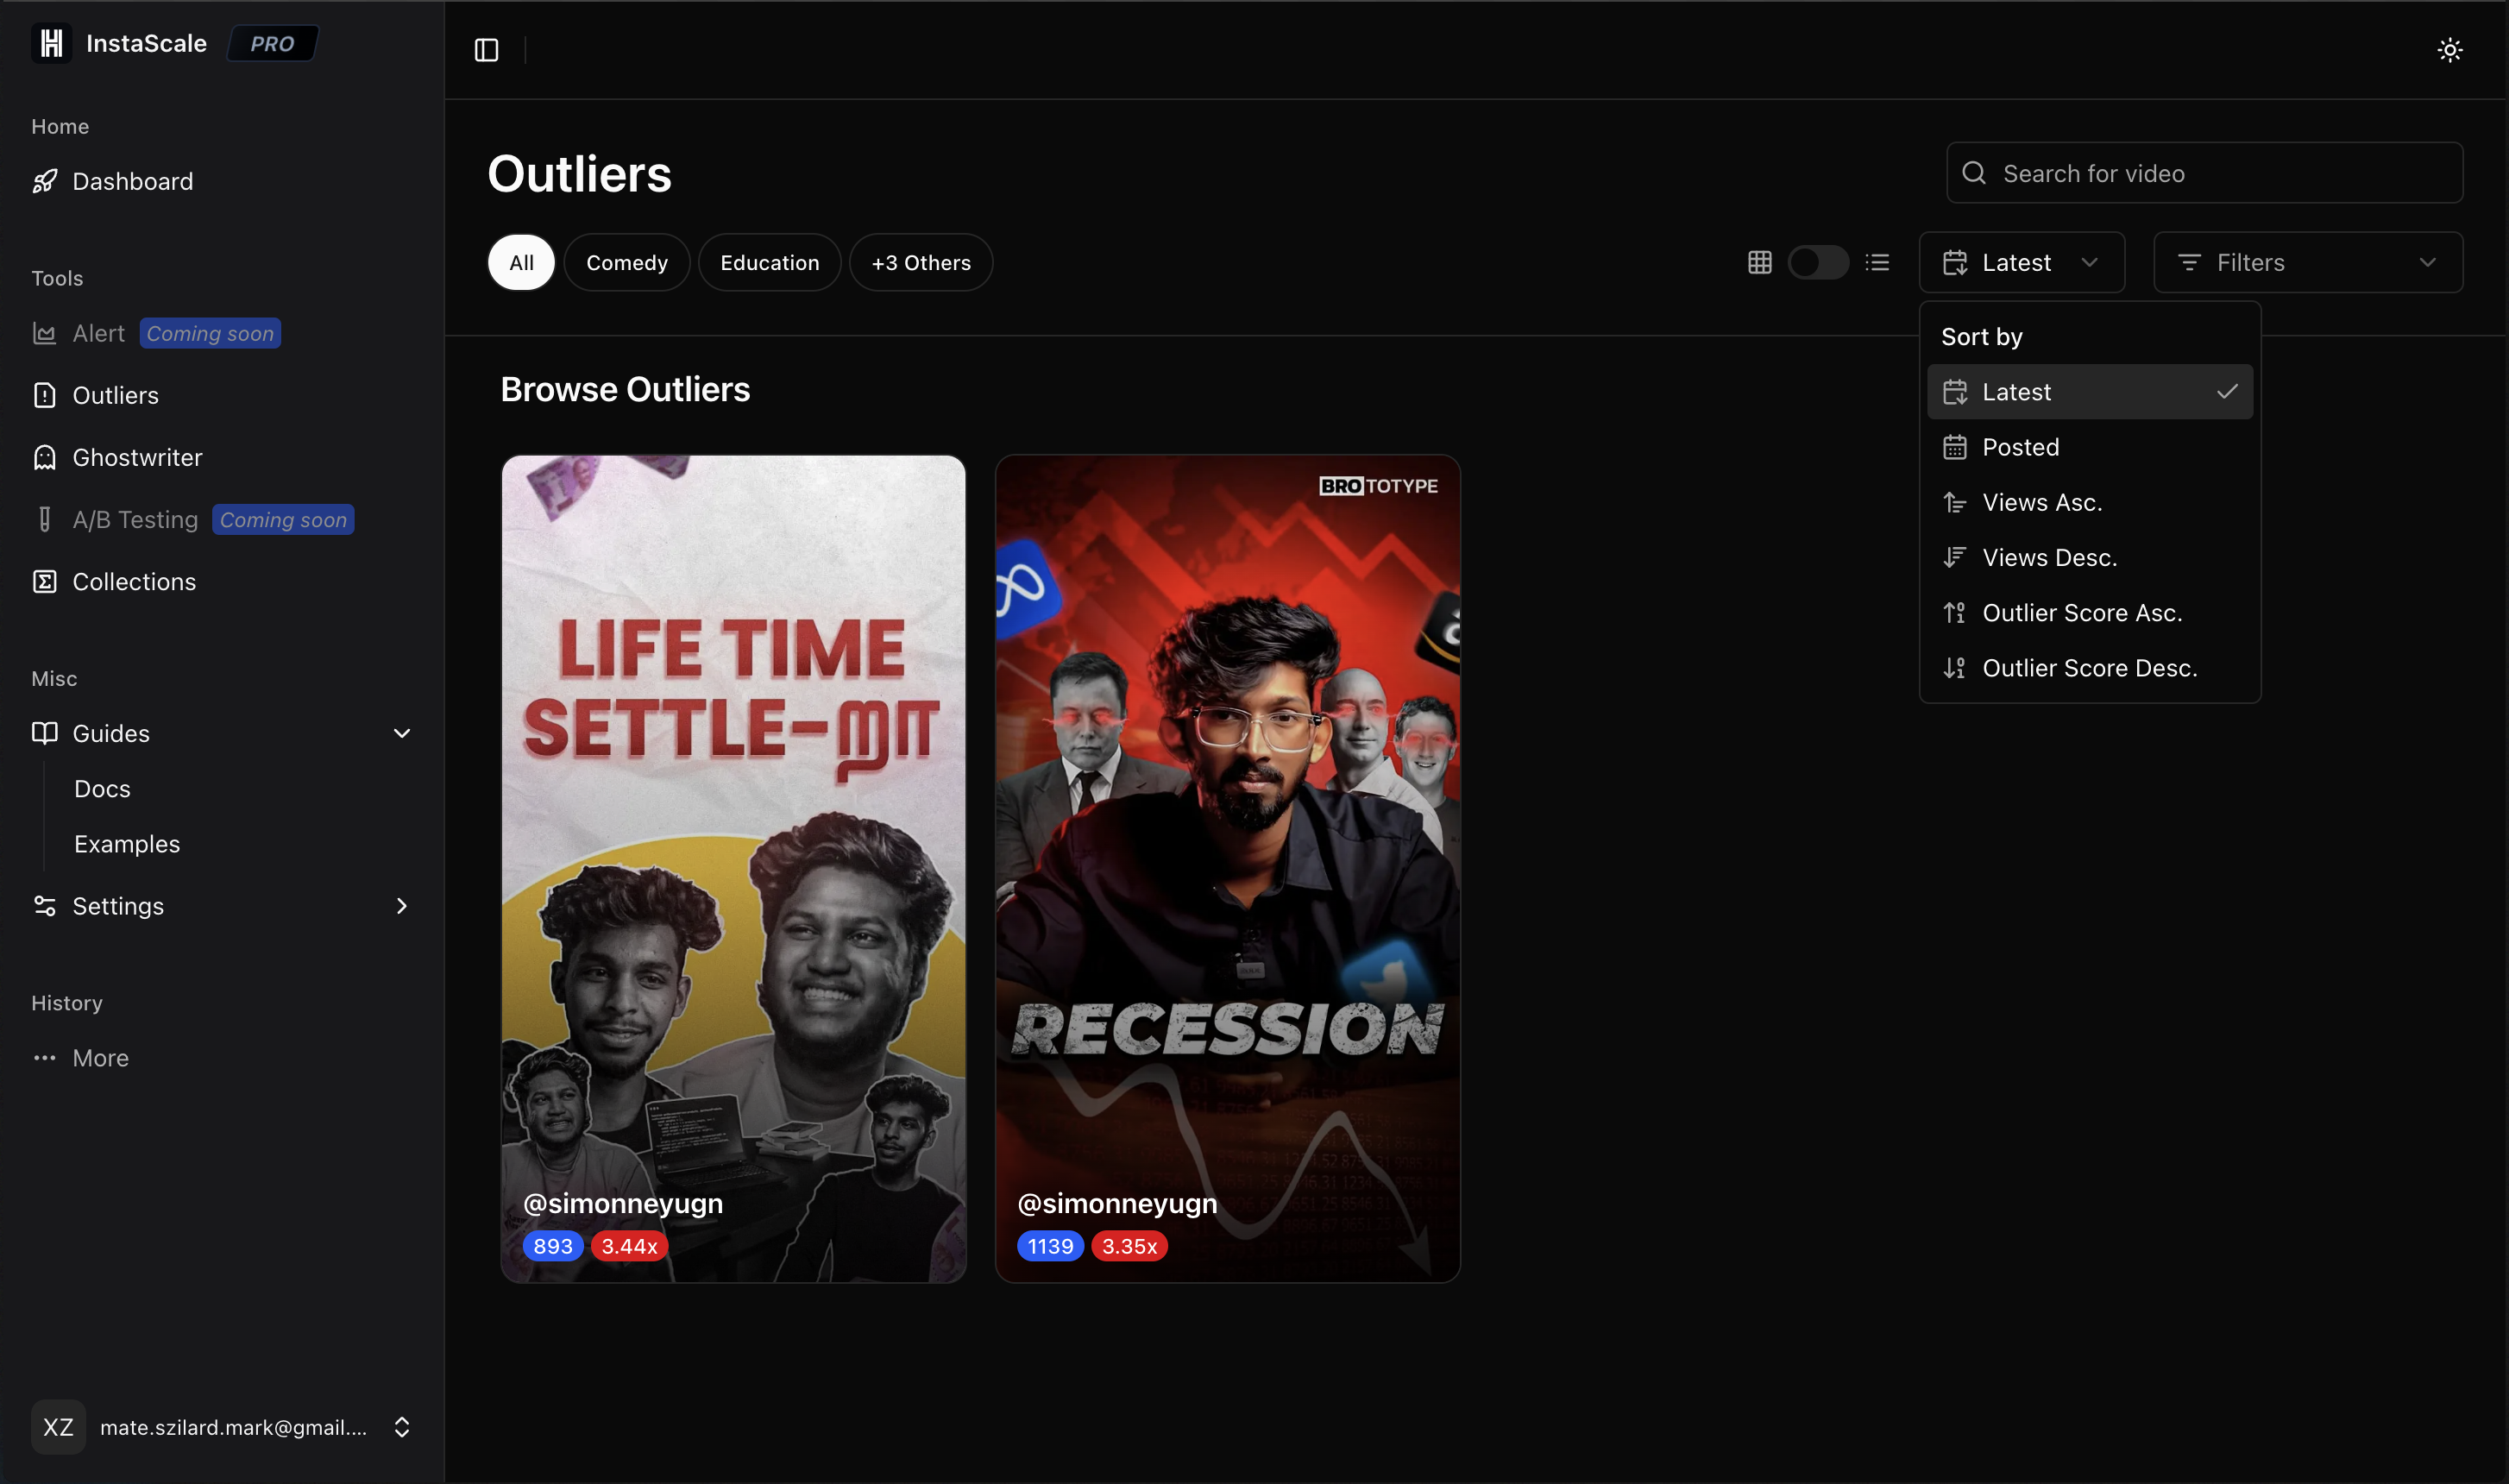 InstaScale PRO
Home
Dashboard
Tools
Alert Coming soon
Outliers
Ghostwriter
A/B Testing Coming soon
Collections
Misc
Guides
Docs
Examples
Settings
History
More
XZ mate.szilard.mark@gmail....
Outliers
Search for video
All Comedy Education +3 Others
Latest Filters
Sort by
Latest
Posted
Views Asc.
Views Desc.
Outlier Score Asc.
Outlier Score Desc.
Browse Outliers
LIFE TIME
SETTLE-றா
@simonneyugn
893 3.44x
BROTOTYPE
RECESSION
@simonneyugn
1139 3.35x